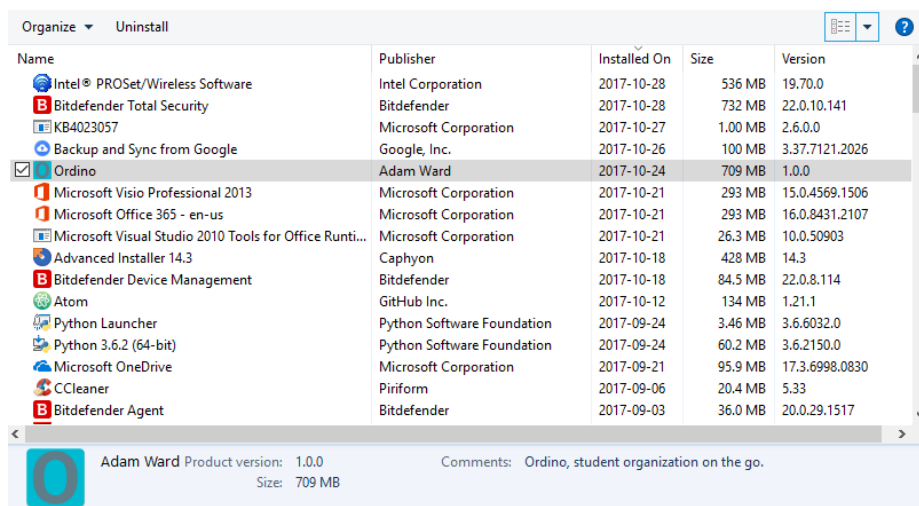 Organize Uninstall
Name Publisher Installed On Size Version
Intel® PROSet/Wireless Software Intel Corporation 2017-10-28 536 MB 19.70.0
Bitdefender Total Security Bitdefender 2017-10-28 732 MB 22.0.10.141
KB4023057 Microsoft Corporation 2017-10-27 1.00 MB 2.6.0.0
Backup and Sync from Google Google, Inc. 2017-10-26 100 MB 3.37.7121.2026
Ordino Adam Ward 2017-10-24 709 MB 1.0.0
Microsoft Visio Professional 2013 Microsoft Corporation 2017-10-21 293 MB 15.0.4569.1506
Microsoft Office 365 - en-us Microsoft Corporation 2017-10-21 293 MB 16.0.8431.2107
Microsoft Visual Studio 2010 Tools for Office Runti... Microsoft Corporation 2017-10-21 26.3 MB 10.0.50903
Advanced Installer 14.3 Caphyon 2017-10-18 428 MB 14.3
Bitdefender Device Management Bitdefender 2017-10-18 84.5 MB 22.0.8.114
Atom GitHub Inc. 2017-10-12 134 MB 1.21.1
Python Launcher Python Software Foundation 2017-09-24 3.46 MB 3.6.6032.0
Python 3.6.2 (64-bit) Python Software Foundation 2017-09-24 60.2 MB 3.6.2150.0
Microsoft OneDrive Microsoft Corporation 2017-09-21 95.9 MB 17.3.6998.0830
CCleaner Piriform 2017-09-06 20.4 MB 5.33
Bitdefender Agent Bitdefender 2017-09-03 36.0 MB 20.0.29.1517
Adam Ward Product version: 1.0.0 Comments: Ordino, student organization on the go.
Size: 709 MB